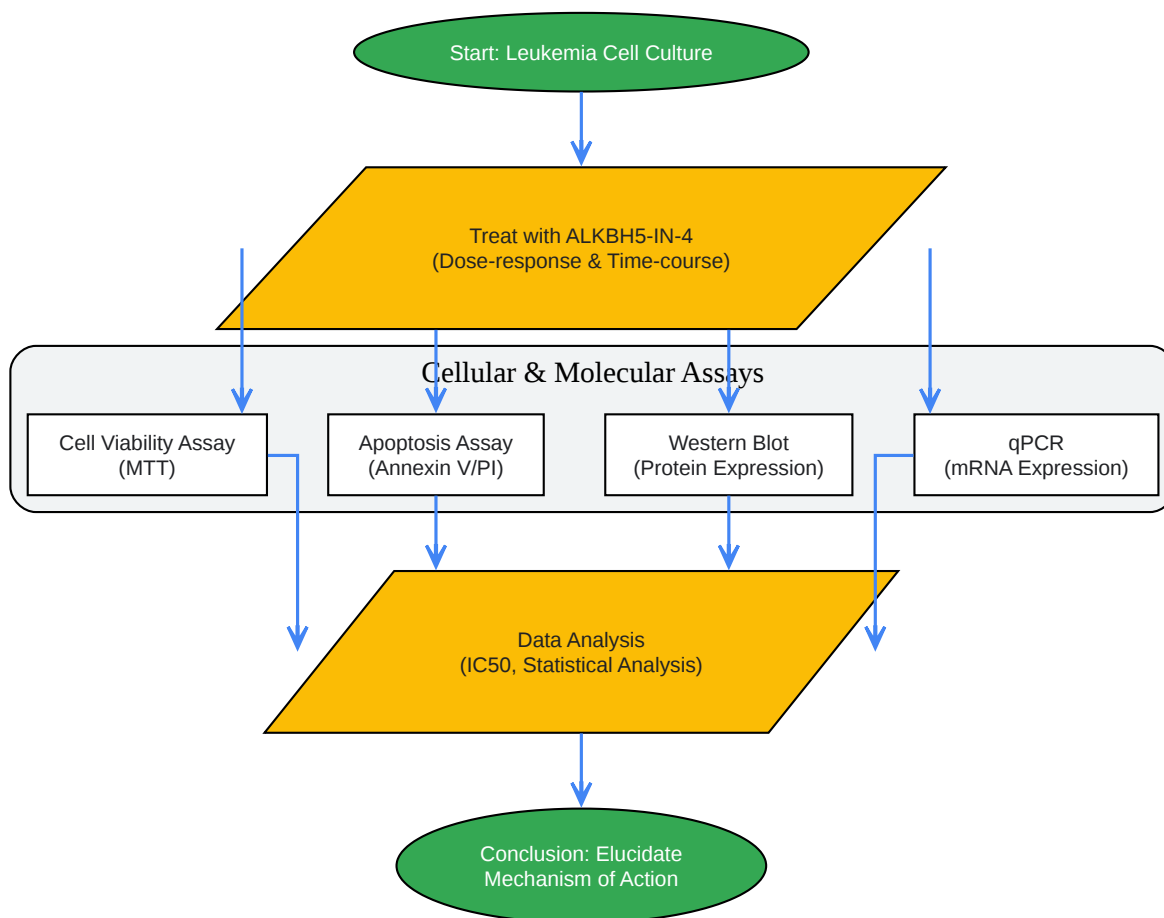 Start: Leukemia Cell Culture
Treat with ALKBH5-IN-4
(Dose-response & Time-course)
Cellular & Molecular Assays
Cell Viability Assay
(MTT)
Apoptosis Assay
(Annexin V/PI)
Western Blot
(Protein Expression)
qPCR
(mRNA Expression)
Data Analysis
(IC50, Statistical Analysis)
Conclusion: Elucidate
Mechanism of Action